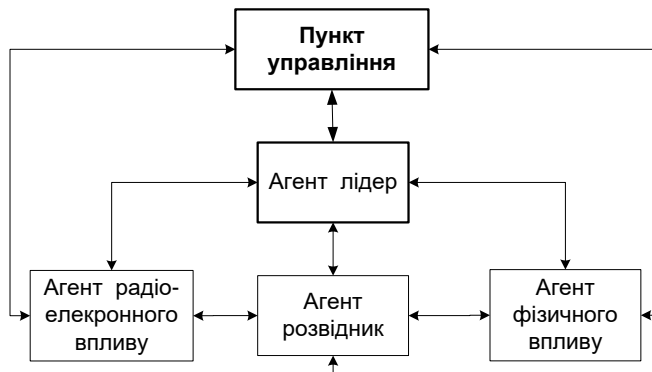 Пункт
управління
Агент лідер
Агент радіо-
елекронного
впливу
Агент
розвідник
Агент
фізичного
впливу